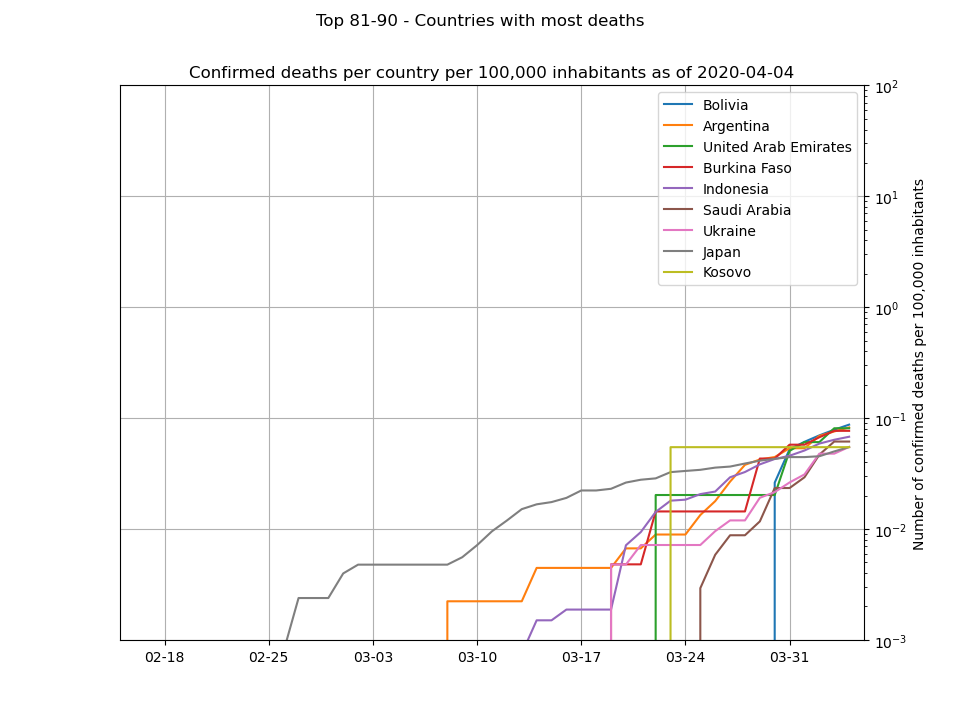 Top 81-90 - Countries with most deaths
Confirmed deaths per country per 100,000 inhabitants as of 2020-04-04
Bolivia
Argentina
United Arab Emirates
Burkina Faso
Indonesia
Saudi Arabia
Ukraine
Japan
Kosovo
10²
10¹
10⁰
10⁻¹
10⁻²
10⁻³
Number of confirmed deaths per 100,000 inhabitants
02-18 02-25 03-03 03-10 03-17 03-24 03-31